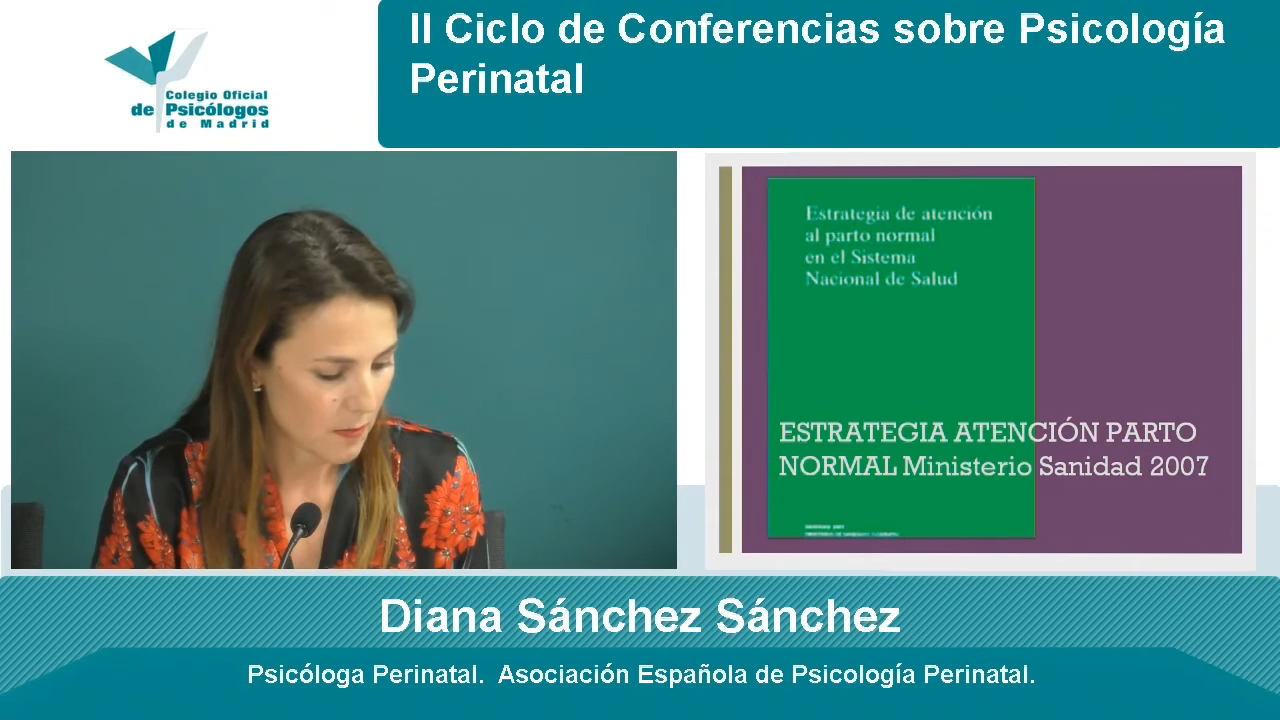 II Ciclo de Conferencias sobre Psicología
Perinatal
Colegio Oficial
de Psicólogos
de Madrid
Estrategia de atención
al parto normal
en el Sistema
Nacional de Salud
ESTRATEGIA ATENCIÓN PARTO
NORMAL Ministerio Sanidad 2007
Diana Sánchez Sánchez
Psicóloga Perinatal. Asociación Española de Psicología Perinatal.